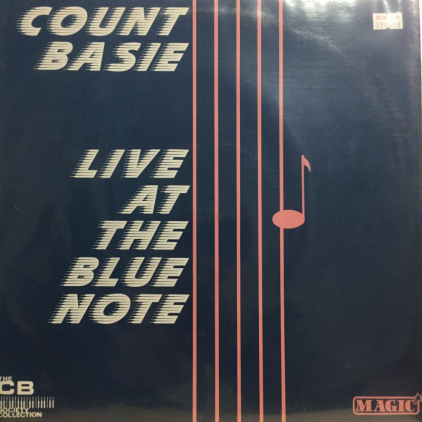 COUNT
BASIE
LIVE
AT
THE
BLUE
NOTE
THE
CB
SOCIETY
COLLECTION
MAGIC